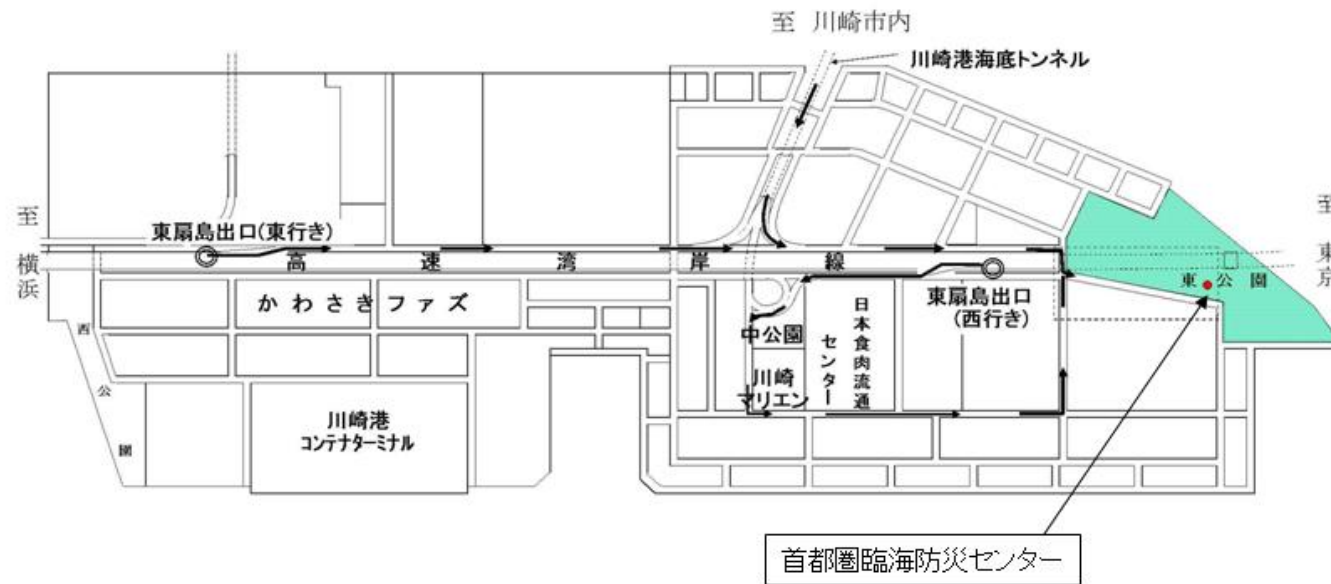 至 川崎市内
川崎港海底トンネル
至
横浜
東扇島出口(東行き)
高速湾岸線
至
東京
東公園
かわさきファズ
東扇島出口
(西行き)
中公園
日本食肉流通
センター
川崎
マリエン
西公園
川崎港
コンテナターミナル
首都圏臨海防災センター